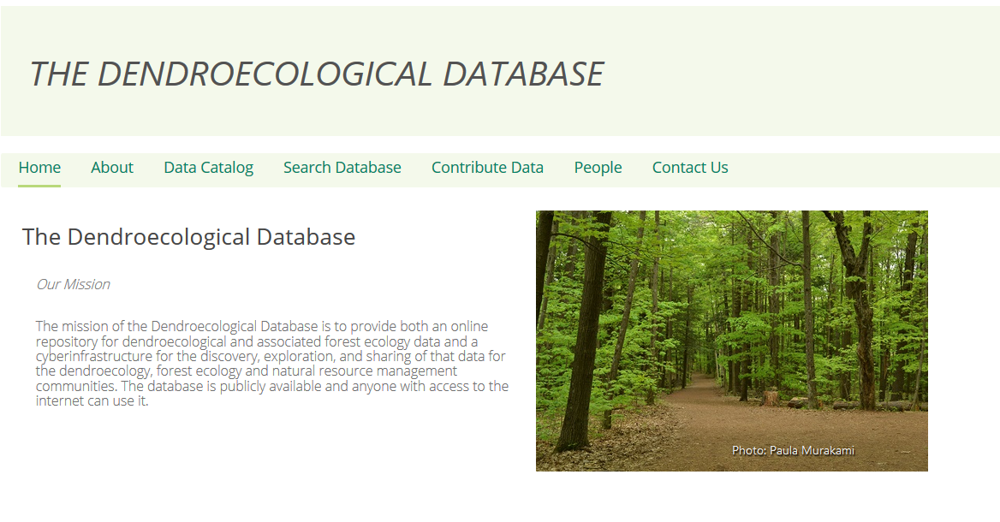 THE DENDROECOLOGICAL DATABASE
Home About Data Catalog Search Database Contribute Data People Contact Us
The Dendroecological Database
Our Mission
The mission of the Dendroecological Database is to provide both an online
repository for dendroecological and associated forest ecology data and a
cyberinfrastructure for the discovery, exploration, and sharing of that data for
the dendroecology, forest ecology and natural resource management
communities. The database is publicly available and anyone with access to the
internet can use it.
Photo: Paula Murakami